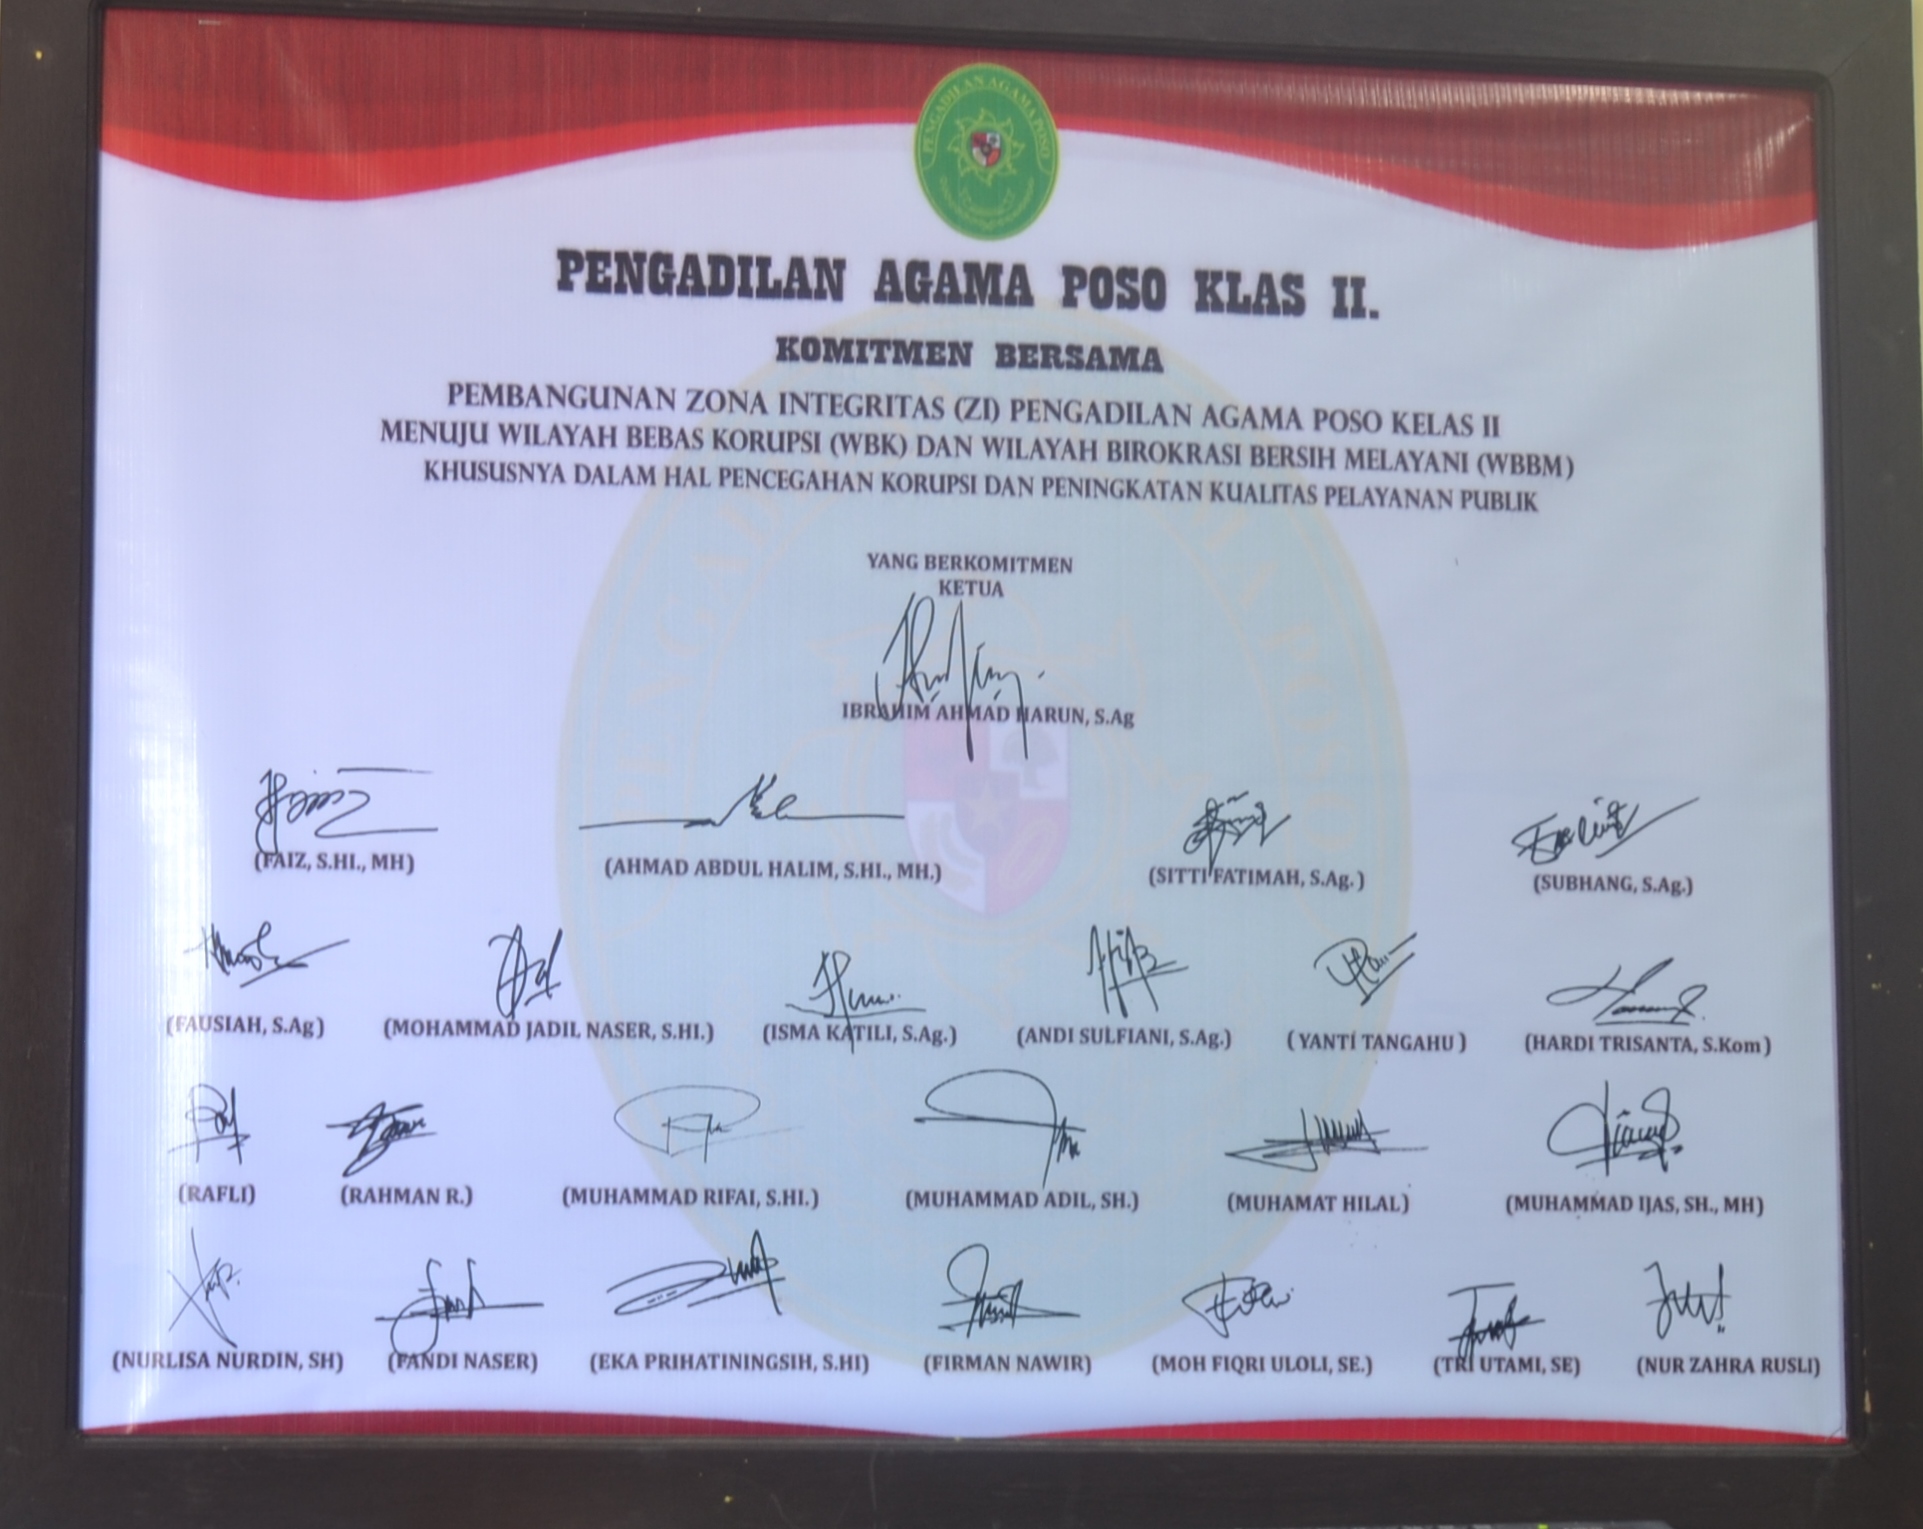 PENGADILAN AGAMA POSO
PENGADILAN AGAMA POSO KLAS II.
KOMITMEN BERSAMA
PEMBANGUNAN ZONA INTEGRITAS (ZI) PENGADILAN AGAMA POSO KELAS II
MENUJU WILAYAH BEBAS KORUPSI (WBK) DAN WILAYAH BIROKRASI BERSIH MELAYANI (WBBM)
KHUSUSNYA DALAM HAL PENCEGAHAN KORUPSI DAN PENINGKATAN KUALITAS PELAYANAN PUBLIK
YANG BERKOMITMEN
KETUA
IBRAHIM AHMAD HARUN, S.Ag
(FAIZ, S.HI., MH) (AHMAD ABDUL HALIM, S.HI., MH.) (SITTI FATIMAH, S.Ag.) (SUBHANG, S.Ag.)
(FAUSIAH, S.Ag) (MOHAMMAD JADIL NASER, S.HI.) (ISMA KATILI, S.Ag.) (ANDI SULFIANI, S.Ag.) (YANTI TANGAHU) (HARDI TRISANTA, S.Kom)
(RAFLI) (RAHMAN R.) (MUHAMMAD RIFAI, S.HI.) (MUHAMMAD ADIL, SH.) (MUHAMAT HILAL) (MUHAMMAD IJAS, SH., MH)
(NURLISA NURDIN, SH) (FANDI NASER) (EKA PRIHATININGSIH, S.HI) (FIRMAN NAWIR) (MOH FIQRI ULOLI, SE.) (TRI UTAMI, SE) (NUR ZAHRA RUSLI)